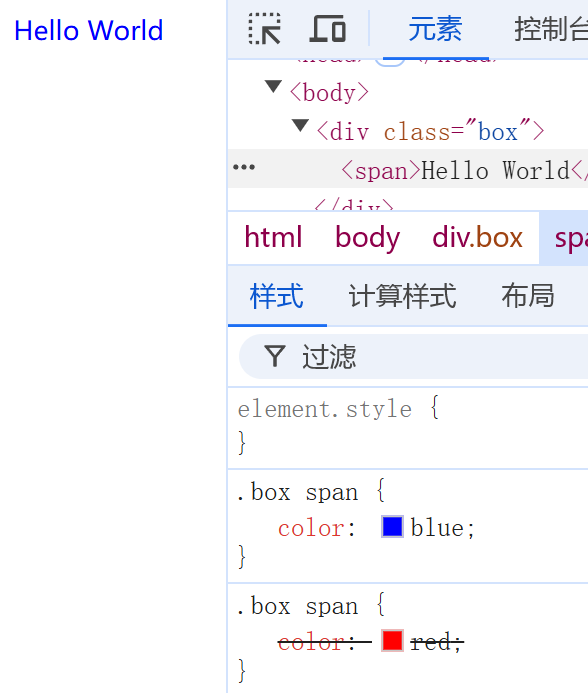 Hello World
元素 控制台
<head> </head>
<body>
<div class="box">
<span>Hello World</
</div>
html body div.box spa
样式 计算样式 布局
过滤
element.style {
}
.box span {
color: blue;
}
.box span {
color: red;
}